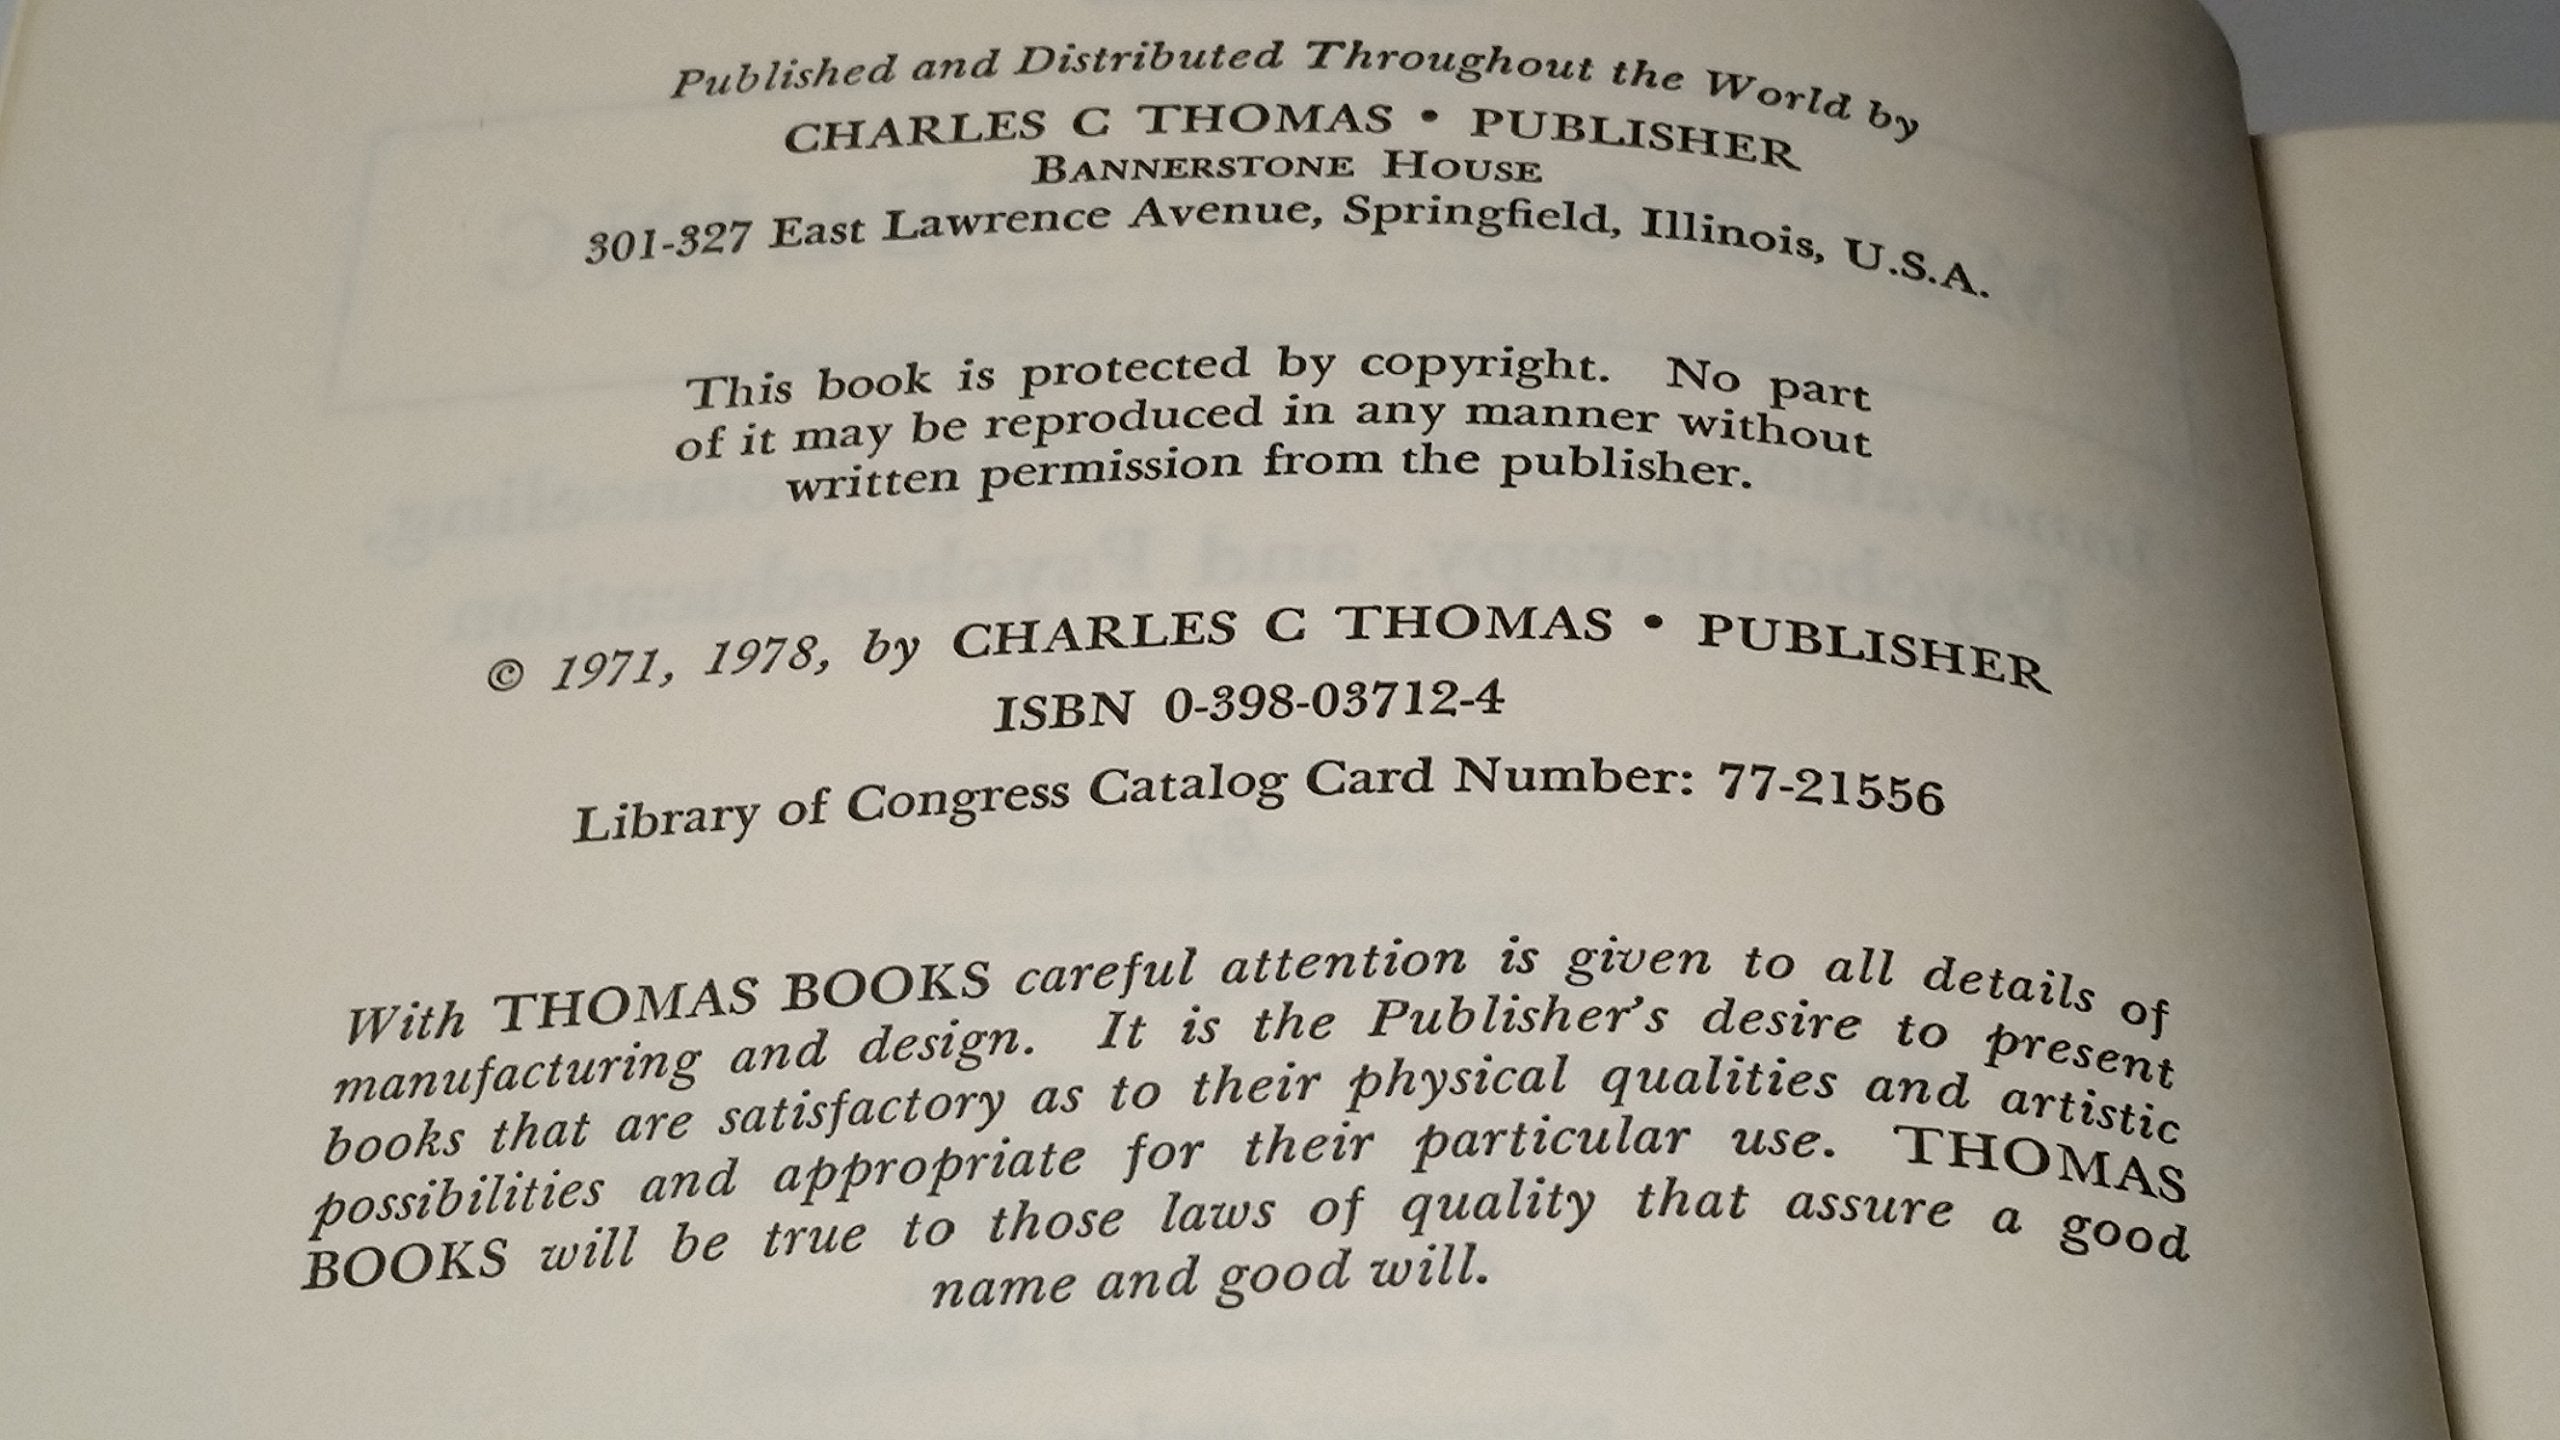 Published and Distributed Throughout the World by
CHARLES C THOMAS • PUBLISHER
BANNERSTONE HOUSE
301-327 East Lawrence Avenue, Springfield, Illinois, U.S.A.
This book is protected by copyright. No part
of it may be reproduced in any manner without
written permission from the publisher.
© 1971, 1978, by CHARLES C THOMAS • PUBLISHER
ISBN 0-398-03712-4
Library of Congress Catalog Card Number: 77-21556
With THOMAS BOOKS careful attention is given to all details of
manufacturing and design. It is the Publisher's desire to present
books that are satisfactory as to their physical qualities and artistic
possibilities and appropriate for their particular use. THOMAS
BOOKS will be true to those laws of quality that assure a good
name and good will.